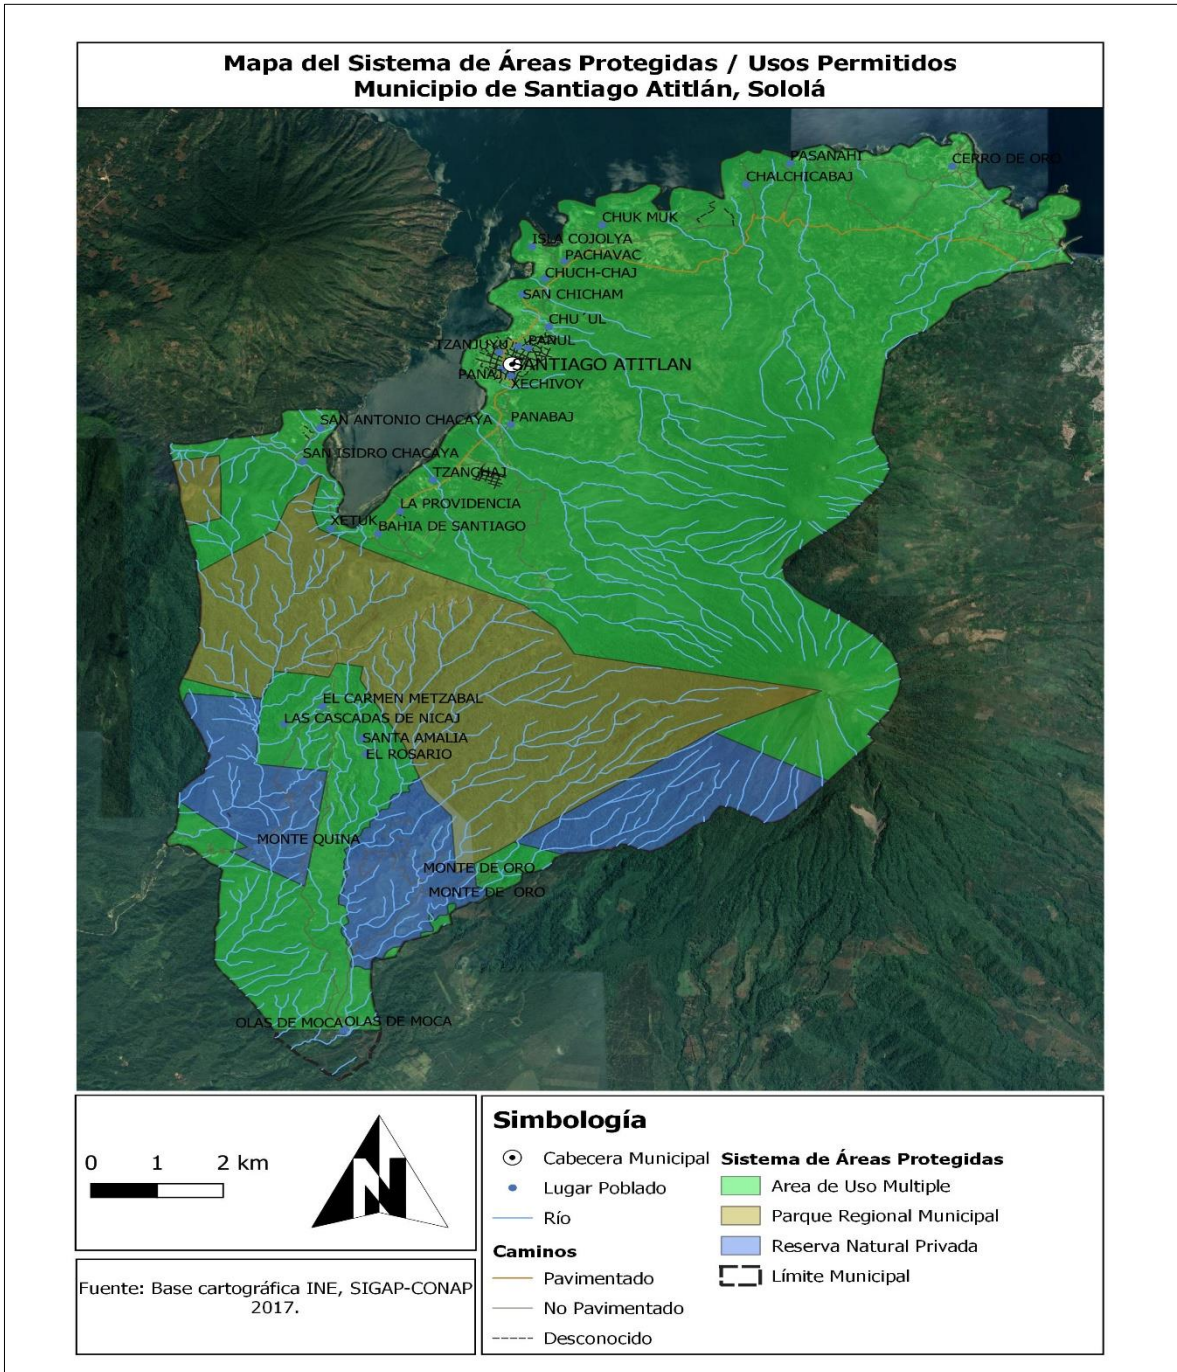 Mapa del Sistema de Áreas Protegidas / Usos Permitidos
Municipio de Santiago Atitlán, Sololá
PASANAHI
CERRO DE ORO
CHALCHICABAJ
CHUK MUK
ISLA COJOLYA
PACHAVAC
CHUCH-CHAJ
SAN CHICHAM
CHU´UL
TZANJUYU
PANUL
SANTIAGO ATITLAN
PANAJ
XECHIVOY
SAN ANTONIO CHACAYA
PANABAJ
SAN ISIDRO CHACAYA
TZANCHAJ
LA PROVIDENCIA
XETUK
BAHIA DE SANTIAGO
EL CARMEN METZABAL
LAS CASCADAS DE NICAJ
SANTA AMALIA
EL ROSARIO
MONTE QUINA
MONTE DE ORO
MONTE DE ORO
OLAS DE MOCA
OLAS DE MOCA
0 1 2 km
N
Fuente: Base cartográfica INE, SIGAP-CONAP
2017.
Simbología
Cabecera Municipal
Lugar Poblado
Río
Caminos
Pavimentado
No Pavimentado
Desconocido
Sistema de Áreas Protegidas
Area de Uso Multiple
Parque Regional Municipal
Reserva Natural Privada
Límite Municipal